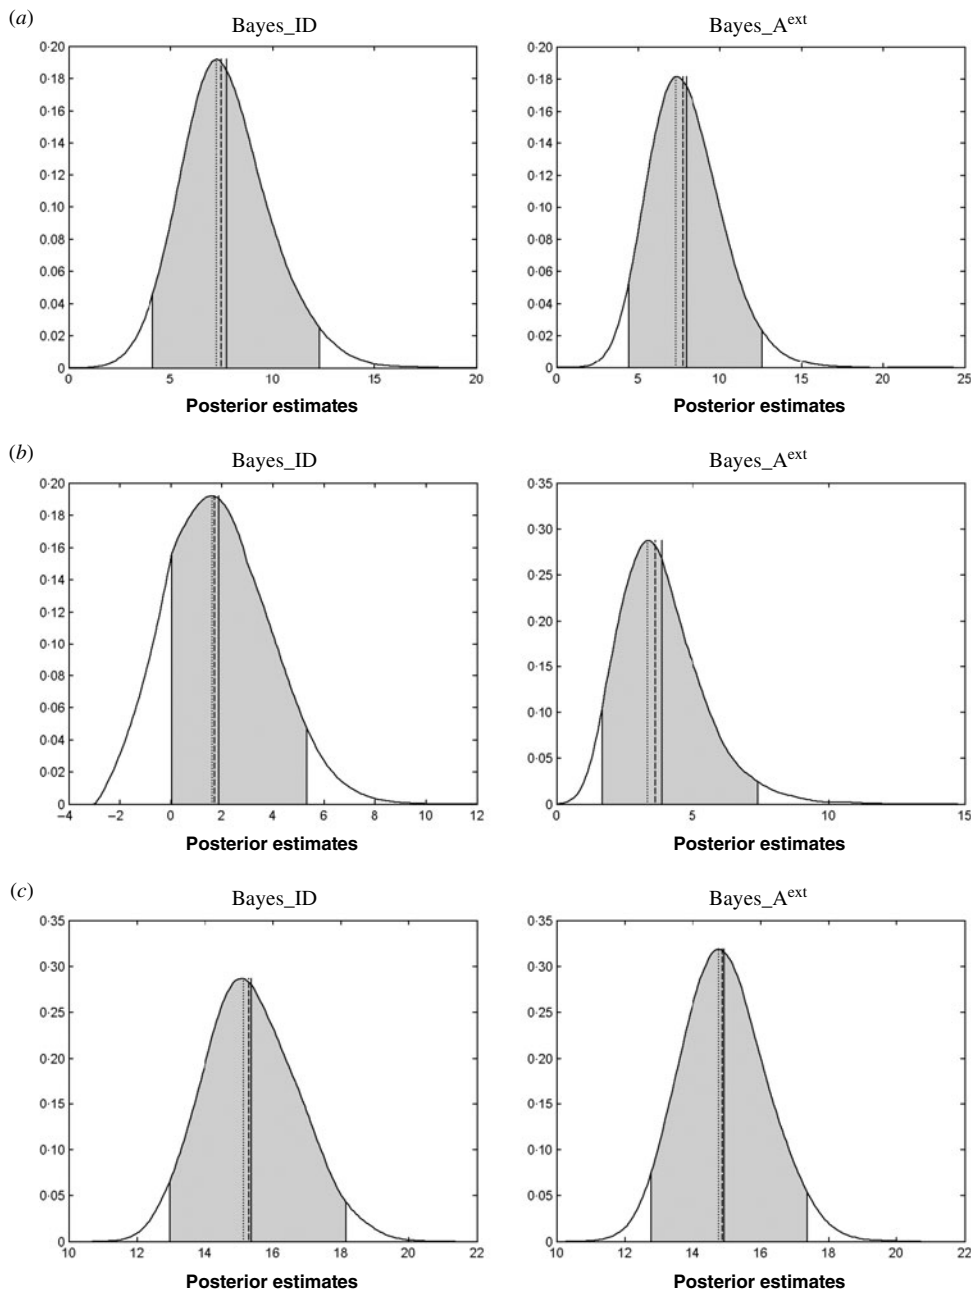 (a)
Bayes_ID
Bayes_A^ext
0·20
0·18
0·16
0·14
0·12
0·10
0·08
0·06
0·04
0·02
0
0 5 10 15 20
Posterior estimates
0·20
0·18
0·16
0·14
0·12
0·10
0·18
0·06
0·04
0·02
0
0 5 10 15 20 25
Posterior estimates
(b)
Bayes_ID
Bayes_A^ext
0·20
0·18
0·16
0·14
0·12
0·10
0·08
0·06
0·04
0·02
0
−4 −2 0 2 4 6 8 10 12
Posterior estimates
0·35
0·30
0·25
0·20
0·15
0·10
0·05
0
0 5 10 15
Posterior estimates
(c)
Bayes_ID
Bayes_A^ext
0·35
0·30
0·25
0·20
0·15
0·10
0·05
0
10 12 14 16 18 20 22
Posterior estimates
0·35
0·30
0·25
0·20
0·15
0·10
0·05
0
10 12 14 16 18 20 22
Posterior estimates